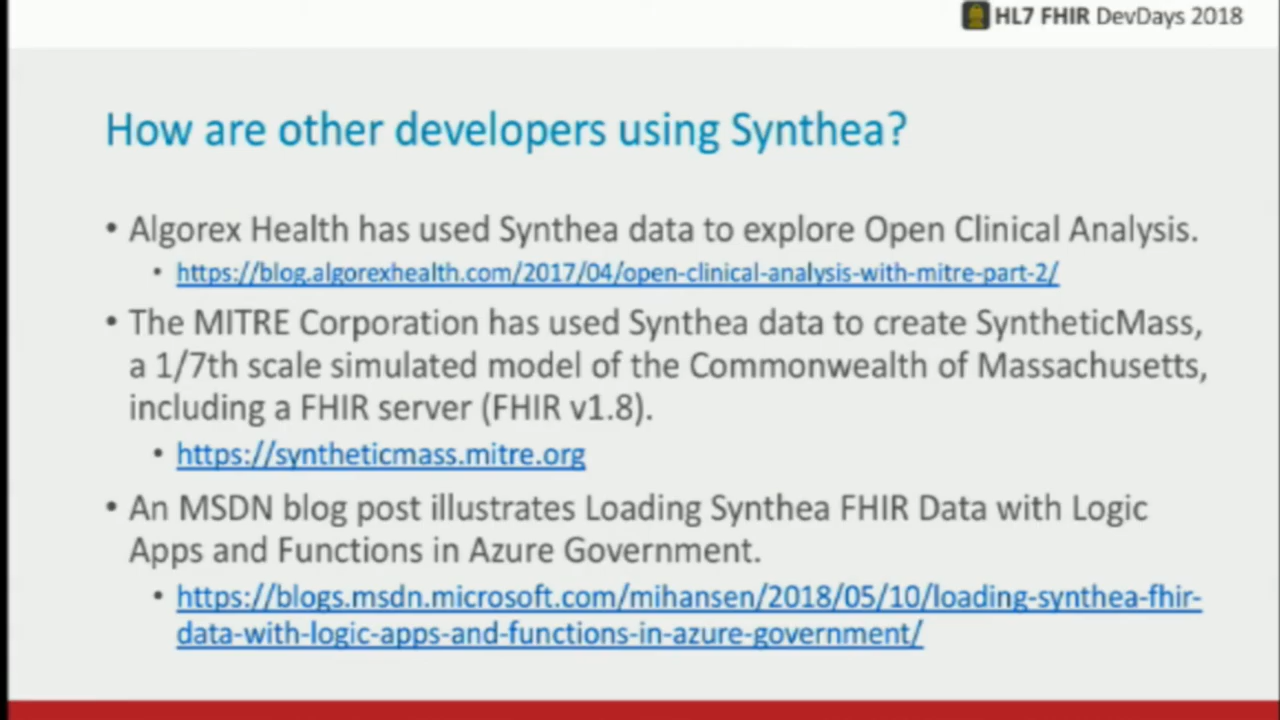 HL7 FHIR DevDays 2018
How are other developers using Synthea?
• Algorex Health has used Synthea data to explore Open Clinical Analysis.
• https://blog.algorexhealth.com/2017/04/open-clinical-analysis-with-mitre-part-2/
• The MITRE Corporation has used Synthea data to create SyntheticMass,
a 1/7th scale simulated model of the Commonwealth of Massachusetts,
including a FHIR server (FHIR v1.8).
• https://syntheticmass.mitre.org
• An MSDN blog post illustrates Loading Synthea FHIR Data with Logic
Apps and Functions in Azure Government.
• https://blogs.msdn.microsoft.com/mihansen/2018/05/10/loading-synthea-fhir-
data-with-logic-apps-and-functions-in-azure-government/